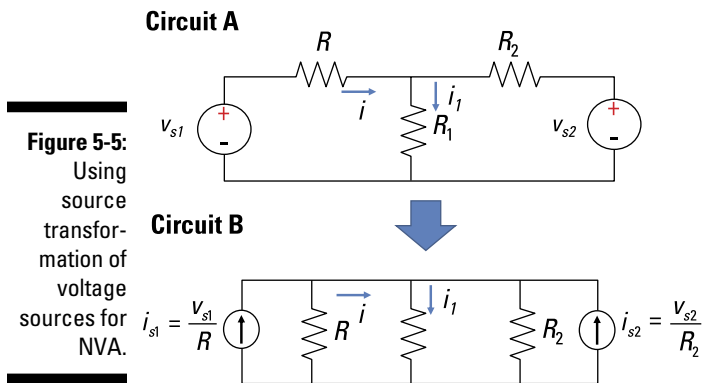 Circuit A
R
R₂
i
i₁
R₁
vₛ₁
+
-
vₛ₂
+
-
Figure 5-5:
Using
source
transfor-
mation of
voltage
sources for
NVA.
Circuit B
iₛ₁ = vₛ₁/R
R
i
i₁
R₂
iₛ₂ = vₛ₂/R₂